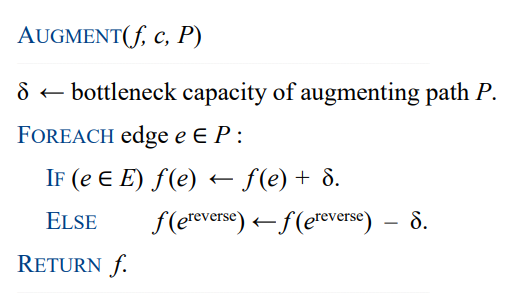 AUGMENT(f, c, P)
δ ← bottleneck capacity of augmenting path P.
FOREACH edge e ∈ P :
IF (e ∈ E) f(e) ← f(e) + δ.
ELSE f(e^reverse) ← f(e^reverse) – δ.
RETURN f.